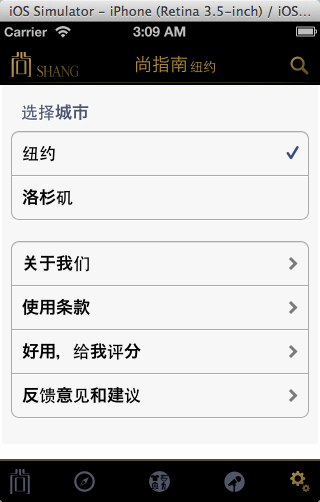 iOS Simulator - iPhone (Retina 3.5-inch) / iOS...
Carrier 3:09 AM
尚 SHANG 尚指南 纽约
选择城市
纽约
洛杉矶
关于我们
使用条款
好用，给我评分
反馈意见和建议
尚